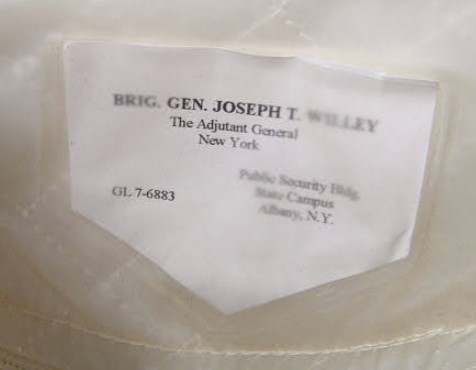 BRIG. GEN. JOSEPH T. WILLEY
The Adjutant General
New York
Public Security Bldg.
State Campus
Albany, N.Y.
GL 7-6883